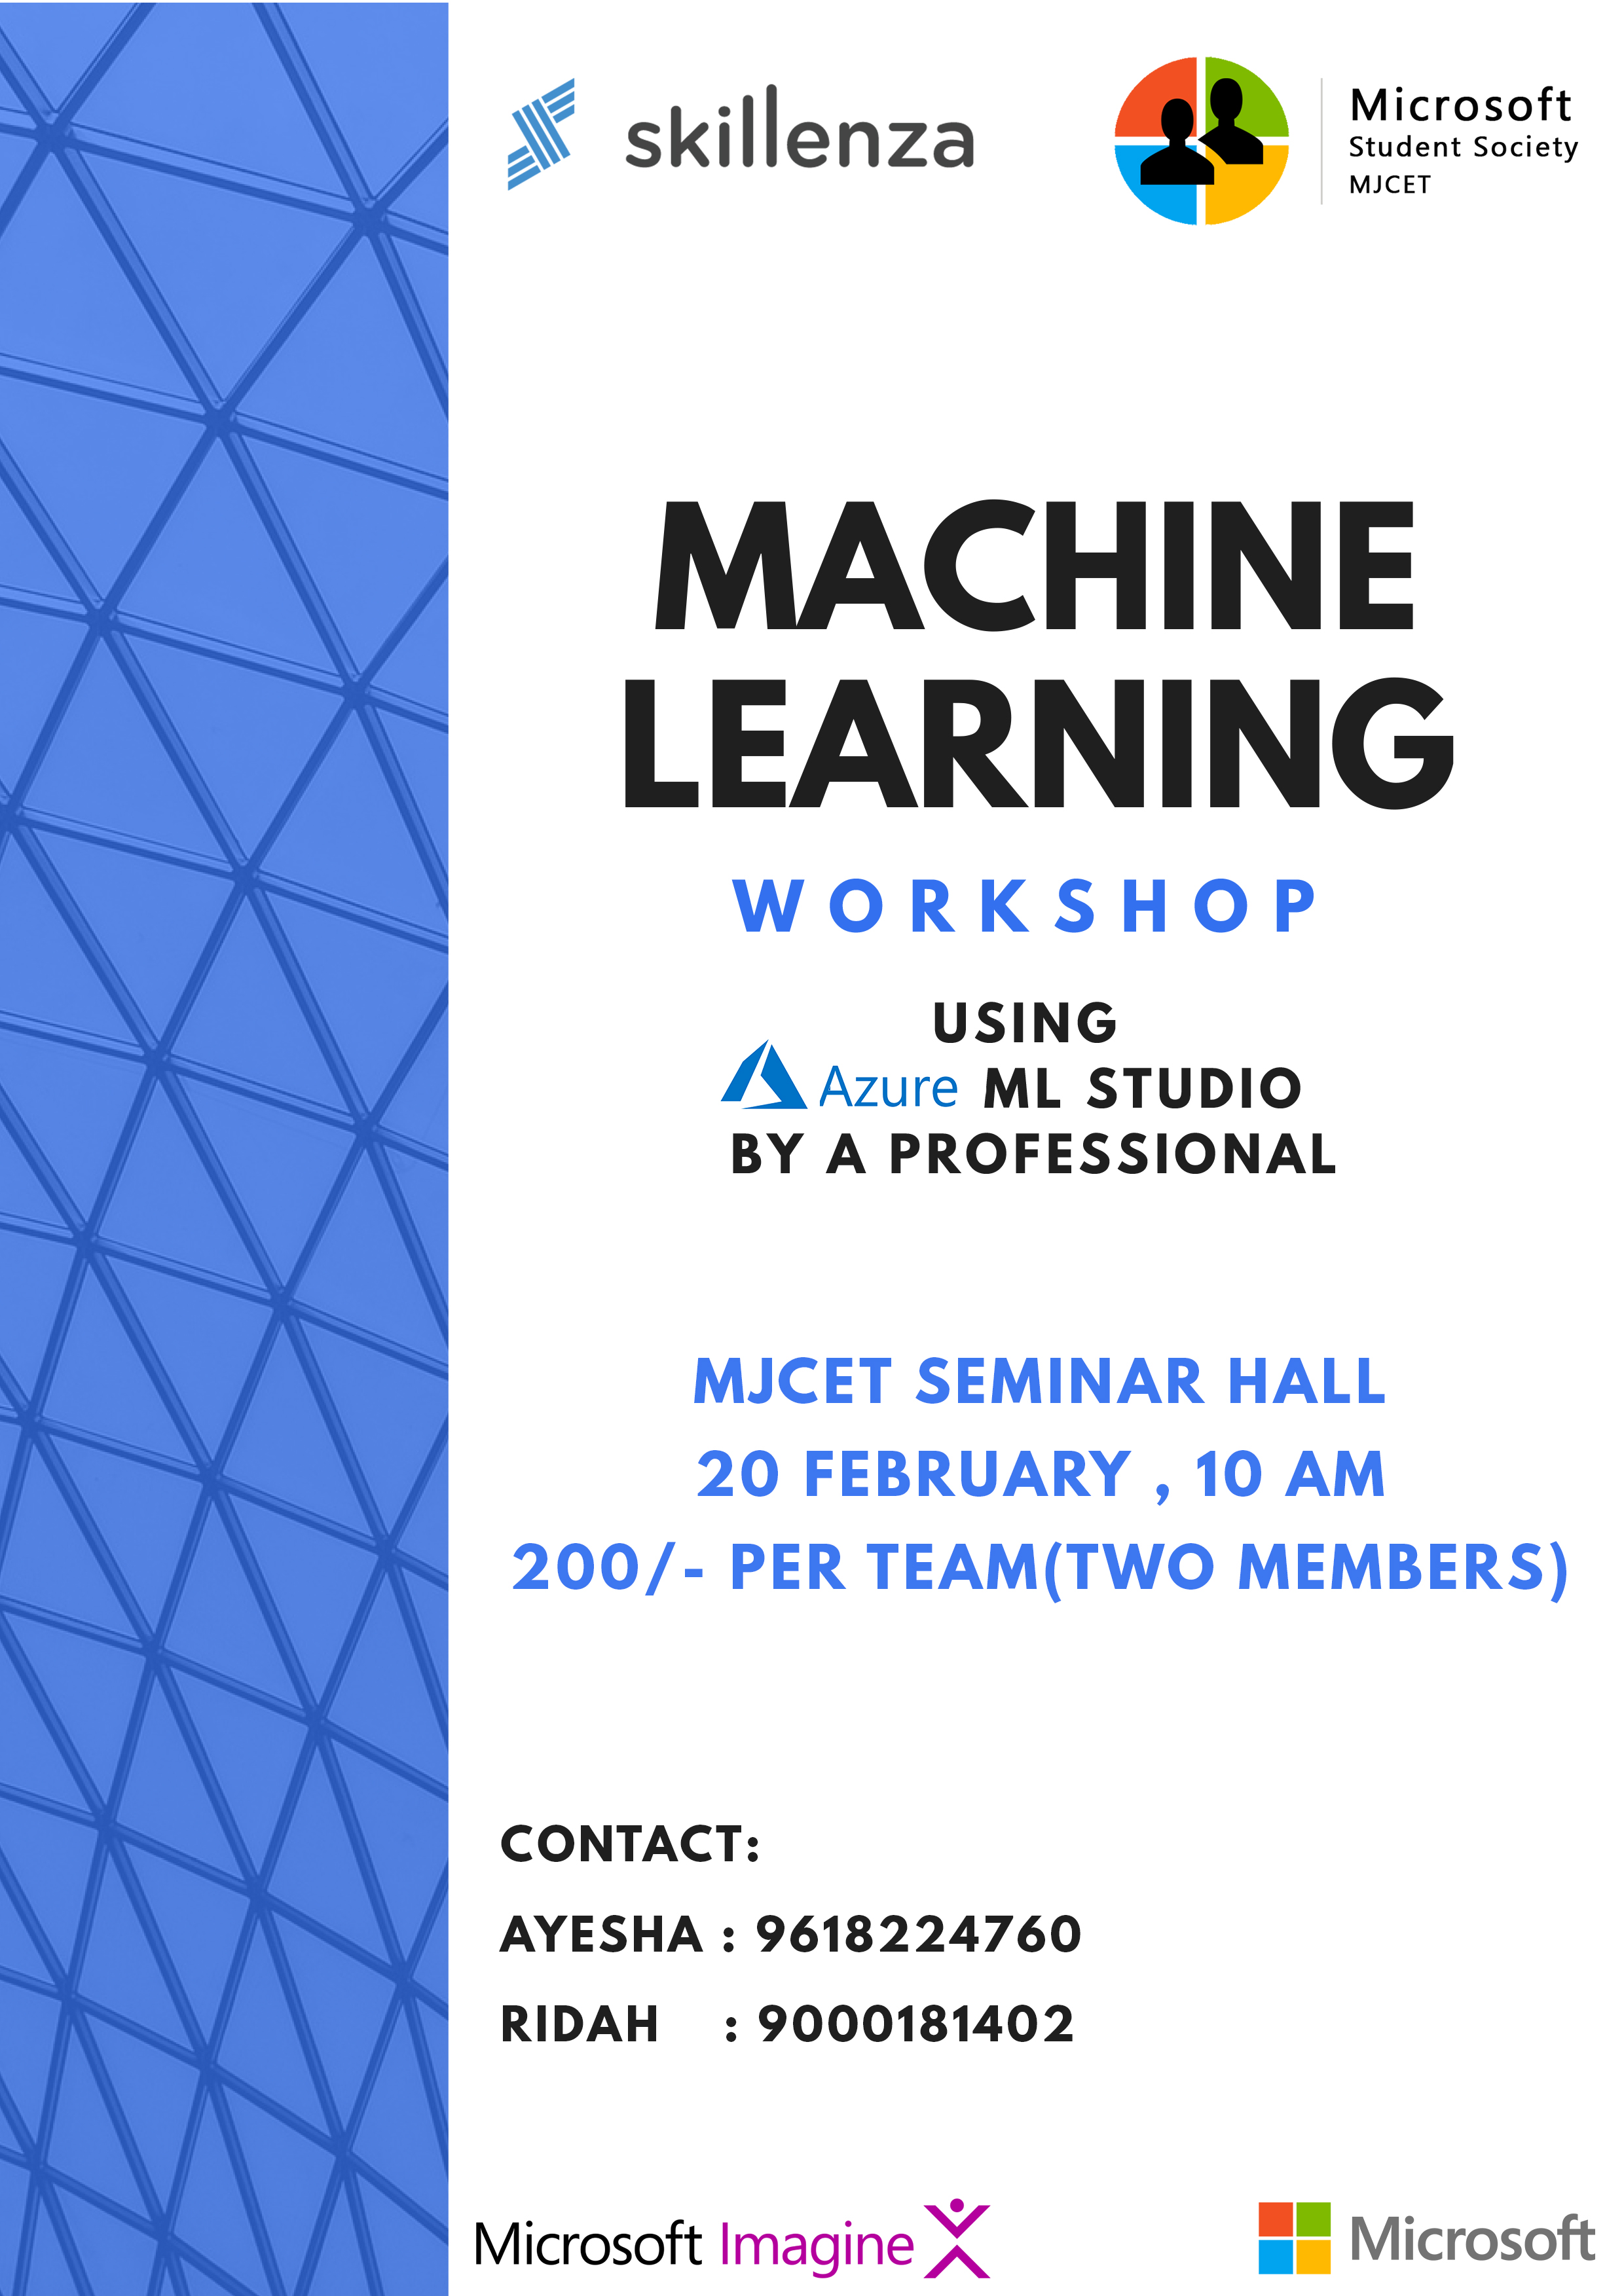 skillenza
Microsoft
Student Society
MJCET
MACHINE
LEARNING
WORKSHOP
USING
Azure ML STUDIO
BY A PROFESSIONAL
MJCET SEMINAR HALL
20 FEBRUARY , 10 AM
200/- PER TEAM(TWO MEMBERS)
CONTACT:
AYESHA : 9618224760
RIDAH : 9000181402
Microsoft Imagine
Microsoft